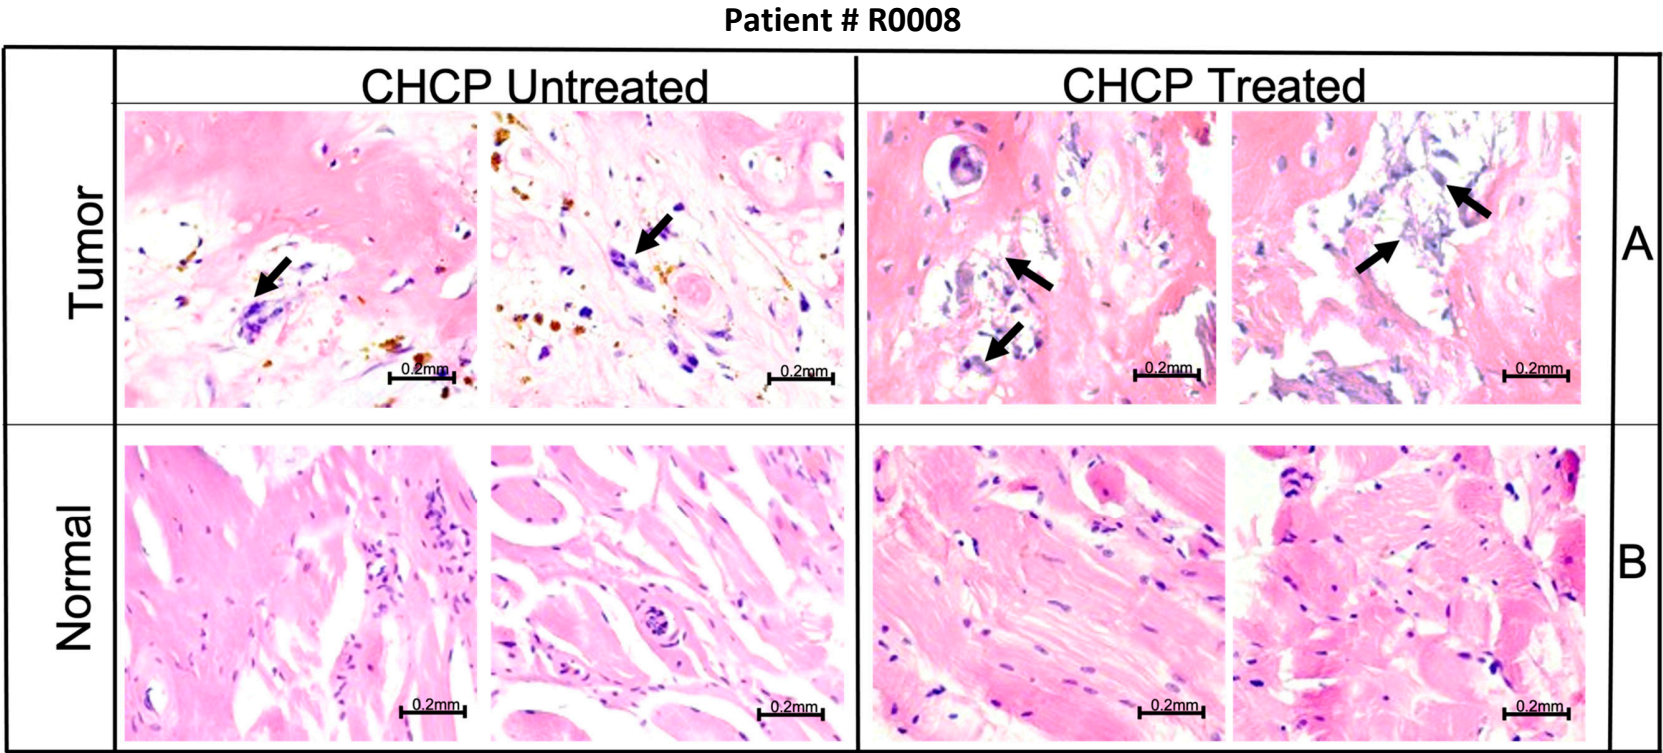 Patient # R0008
CHCP Untreated
CHCP Treated
Tumor
0.2mm
0.2mm
0.2mm
0.2mm
A
Normal
0.2mm
0.2mm
0.2mm
0.2mm
B